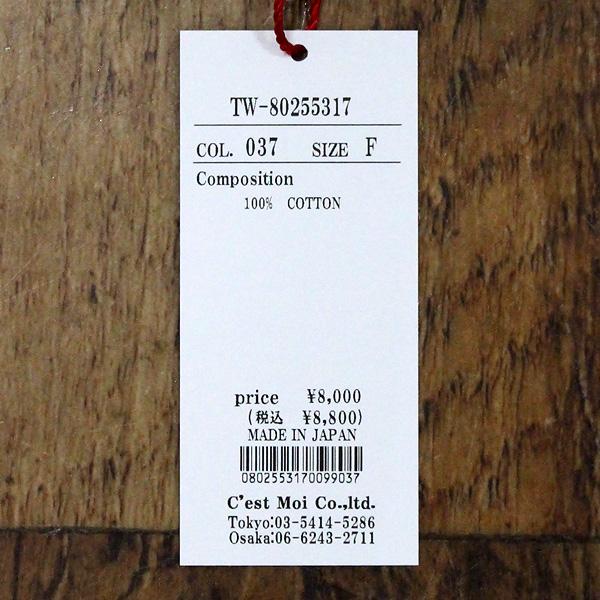 TW-80255317
COL. 037 SIZE F
Composition
100% COTTON
price ¥8,000
(税込 ¥8,800)
MADE IN JAPAN
0802553170099037
C'est Moi Co.,ltd.
Tokyo:03-5414-5286
Osaka:06-6243-2711